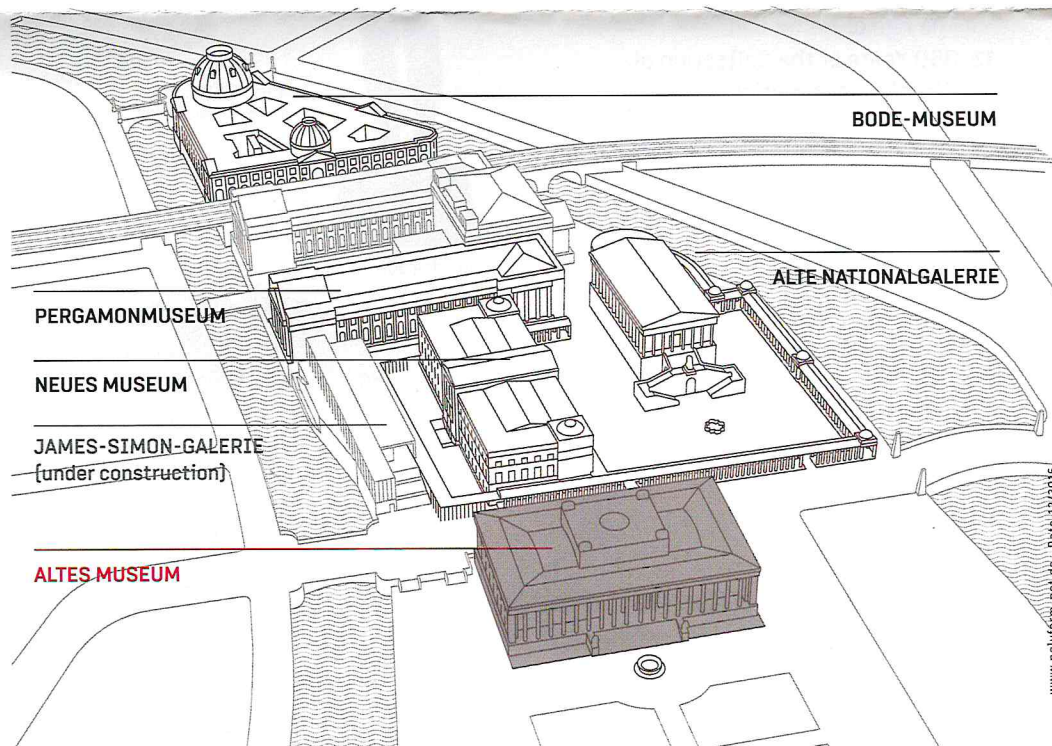 BODE-MUSEUM
ALTE NATIONALGALERIE
PERGAMONMUSEUM
NEUES MUSEUM
JAMES-SIMON-GALERIE
(under construction)
ALTES MUSEUM